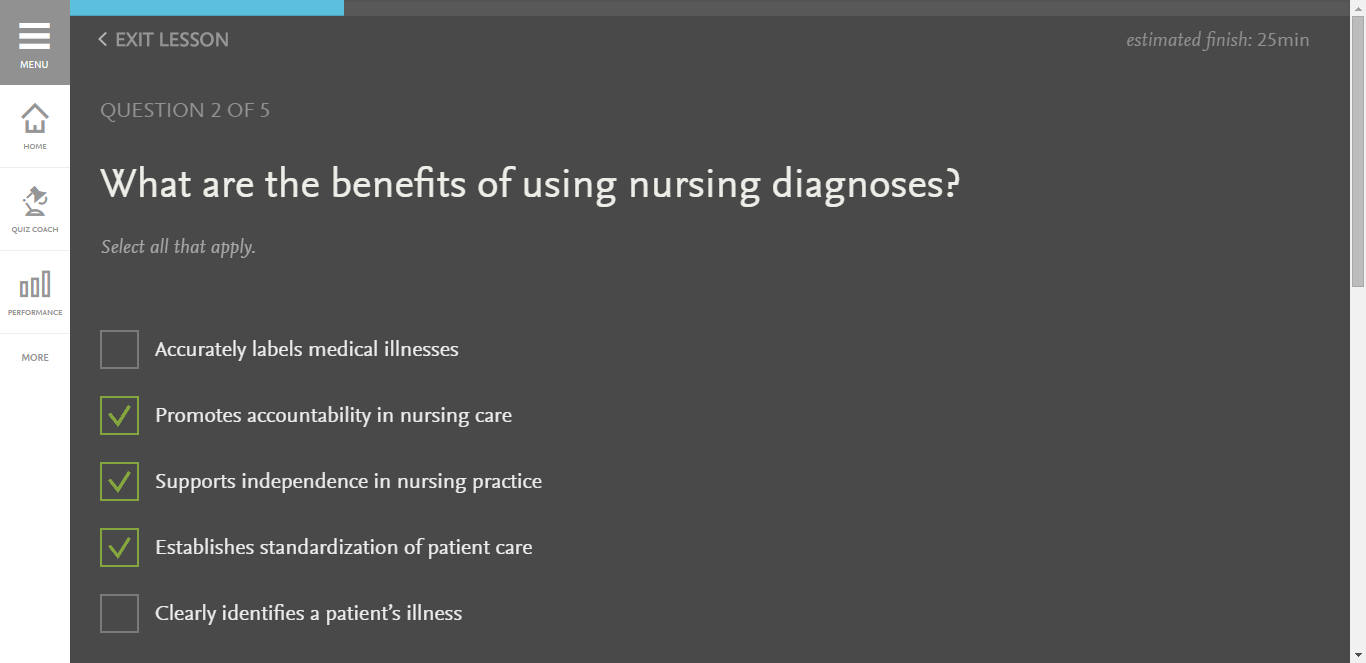 MENU
HOME
QUIZ COACH
PERFORMANCE
MORE
EXIT LESSON
estimated finish: 25min
QUESTION 2 OF 5
What are the benefits of using nursing diagnoses?
Select all that apply.
Accurately labels medical illnesses
Promotes accountability in nursing care
Supports independence in nursing practice
Establishes standardization of patient care
Clearly identifies a patient’s illness